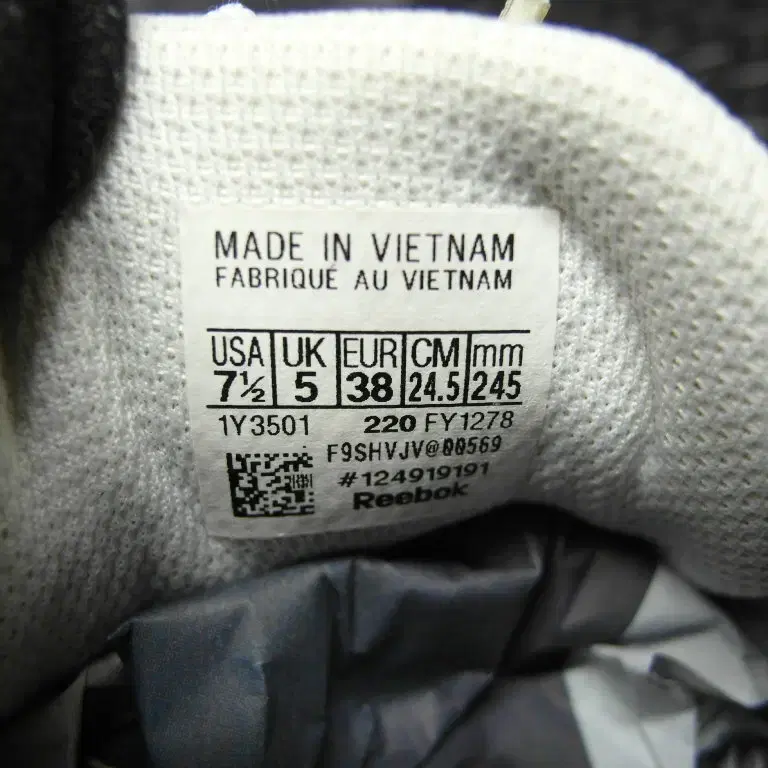 MADE IN VIETNAM
FABRIQUÉ AU VIETNAM
USA UK EUR CM mm
7½ 5 38 24.5 245
1Y3501 220 FY1278
F9SHVJV@00569
#124919191
Reebok